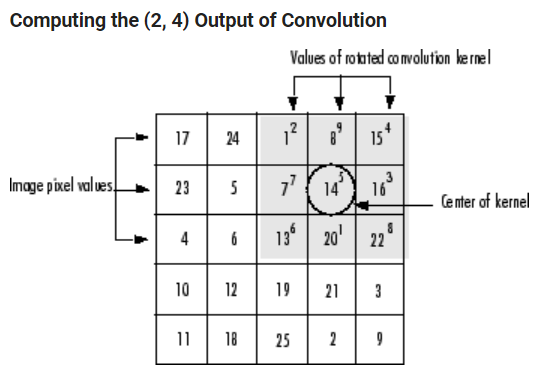 Computing the (2, 4) Output of Convolution
Values of rotated convolution kernel
17 24 1² 8⁹ 15⁴
Image pixel values 23 5 7⁷ 14⁵ 16³
Center of kernel
4 6 13⁶ 20¹ 22⁸
10 12 19 21 3
11 18 25 2 9